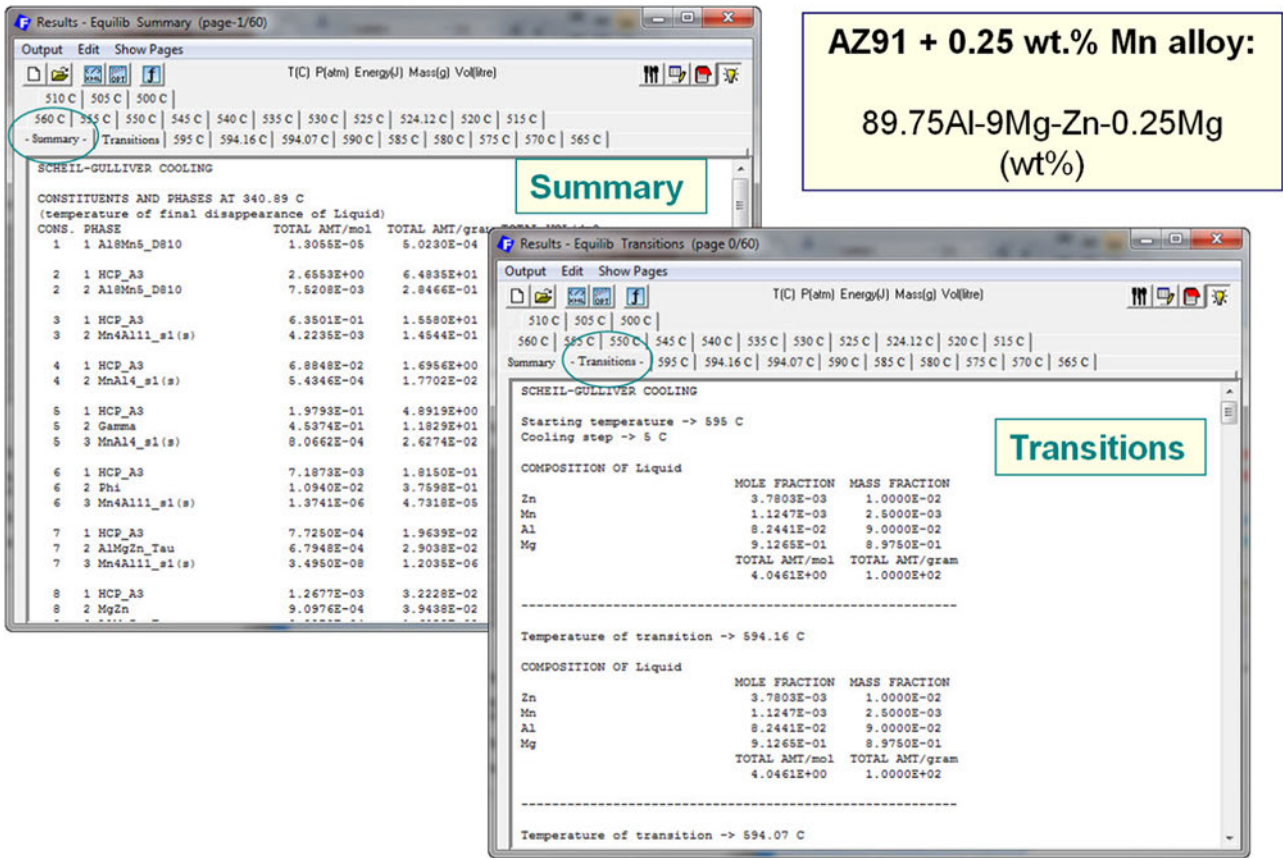 Results - Equilib Summary (page-1/60)
Output Edit Show Pages
T(C) P(atm) Energy(J) Mass(g) Vol(litre)
510 C | 505 C | 500 C |
560 C | 555 C | 550 C | 545 C | 540 C | 535 C | 530 C | 525 C | 524.12 C | 520 C | 515 C |
- Summary - | Transitions | 595 C | 594.16 C | 594.07 C | 590 C | 585 C | 580 C | 575 C | 570 C | 565 C |
SCHEIL-GULLIVER COOLING
Summary
CONSTITUENTS AND PHASES AT 340.89 C
(temperature of final disappearance of Liquid)
CONS. PHASE TOTAL AMT/mol TOTAL AMT/gram
1 1 Al8Mn5_D810 1.3055E-05 5.0230E-04
2 1 HCP_A3 2.6553E+00 6.4835E+01
2 2 Al8Mn5_D810 7.5208E-03 2.8466E-01
3 1 HCP_A3 6.3501E-01 1.5580E+01
3 2 Mn4Al11_s1(s) 4.2235E-03 1.4544E-01
4 1 HCP_A3 6.8848E-02 1.6956E+00
4 2 MnAl4_s1(s) 5.4346E-04 1.7702E-02
5 1 HCP_A3 1.9793E-01 4.8919E+00
5 2 Gamma 4.5374E-01 1.1829E+01
5 3 MnAl4_s1(s) 8.0662E-04 2.6274E-02
6 1 HCP_A3 7.1873E-03 1.8150E-01
6 2 Phi 1.0940E-02 3.7598E-01
6 3 Mn4Al11_s1(s) 1.3741E-06 4.7318E-05
7 1 HCP_A3 7.7250E-04 1.9639E-02
7 2 AlMgZn_Tau 6.7948E-04 2.9038E-02
7 3 Mn4Al11_s1(s) 3.4950E-08 1.2035E-06
8 1 HCP_A3 1.2677E-03 3.2228E-02
8 2 MgZn 9.0976E-04 3.9438E-02
AZ91 + 0.25 wt.% Mn alloy:
89.75Al-9Mg-Zn-0.25Mg
(wt%)
Results - Equilib Transitions (page 0/60)
Output Edit Show Pages
T(C) P(atm) Energy(J) Mass(g) Vol(litre)
510 C | 505 C | 500 C |
560 C | 555 C | 550 C | 545 C | 540 C | 535 C | 530 C | 525 C | 524.12 C | 520 C | 515 C |
Summary | - Transitions - | 595 C | 594.16 C | 594.07 C | 590 C | 585 C | 580 C | 575 C | 570 C | 565 C |
SCHEIL-GULLIVER COOLING
Starting temperature -> 595 C
Cooling step -> 5 C
Transitions
COMPOSITION OF Liquid
MOLE FRACTION MASS FRACTION
Zn 3.7803E-03 1.0000E-02
Mn 1.1247E-03 2.5000E-03
Al 8.2441E-02 9.0000E-02
Mg 9.1265E-01 8.9750E-01
TOTAL AMT/mol TOTAL AMT/gram
4.0461E+00 1.0000E+02
------------------------------------------------------------
Temperature of transition -> 594.16 C
COMPOSITION OF Liquid
MOLE FRACTION MASS FRACTION
Zn 3.7803E-03 1.0000E-02
Mn 1.1247E-03 2.5000E-03
Al 8.2441E-02 9.0000E-02
Mg 9.1265E-01 8.9750E-01
TOTAL AMT/mol TOTAL AMT/gram
4.0461E+00 1.0000E+02
------------------------------------------------------------
Temperature of transition -> 594.07 C